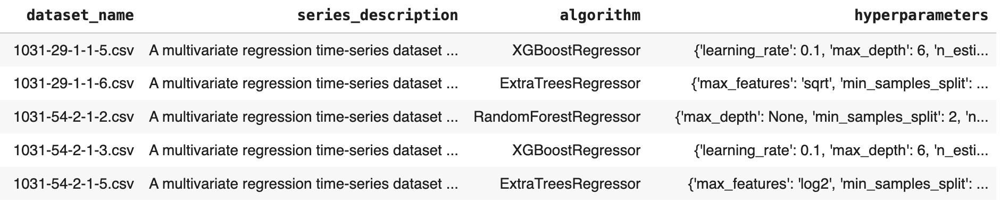 dataset_name series_description algorithm hyperparameters
1031-29-1-1-5.csv A multivariate regression time-series dataset ... XGBoostRegressor {'learning_rate': 0.1, 'max_depth': 6, 'n_esti...
1031-29-1-1-6.csv A multivariate regression time-series dataset ... ExtraTreesRegressor {'max_features': 'sqrt', 'min_samples_split': ...
1031-54-2-1-2.csv A multivariate regression time-series dataset ... RandomForestRegressor {'max_depth': None, 'min_samples_split': 2, 'n...
1031-54-2-1-3.csv A multivariate regression time-series dataset ... XGBoostRegressor {'learning_rate': 0.1, 'max_depth': 6, 'n_esti...
1031-54-2-1-5.csv A multivariate regression time-series dataset ... ExtraTreesRegressor {'max_features': 'log2', 'min_samples_split': ...